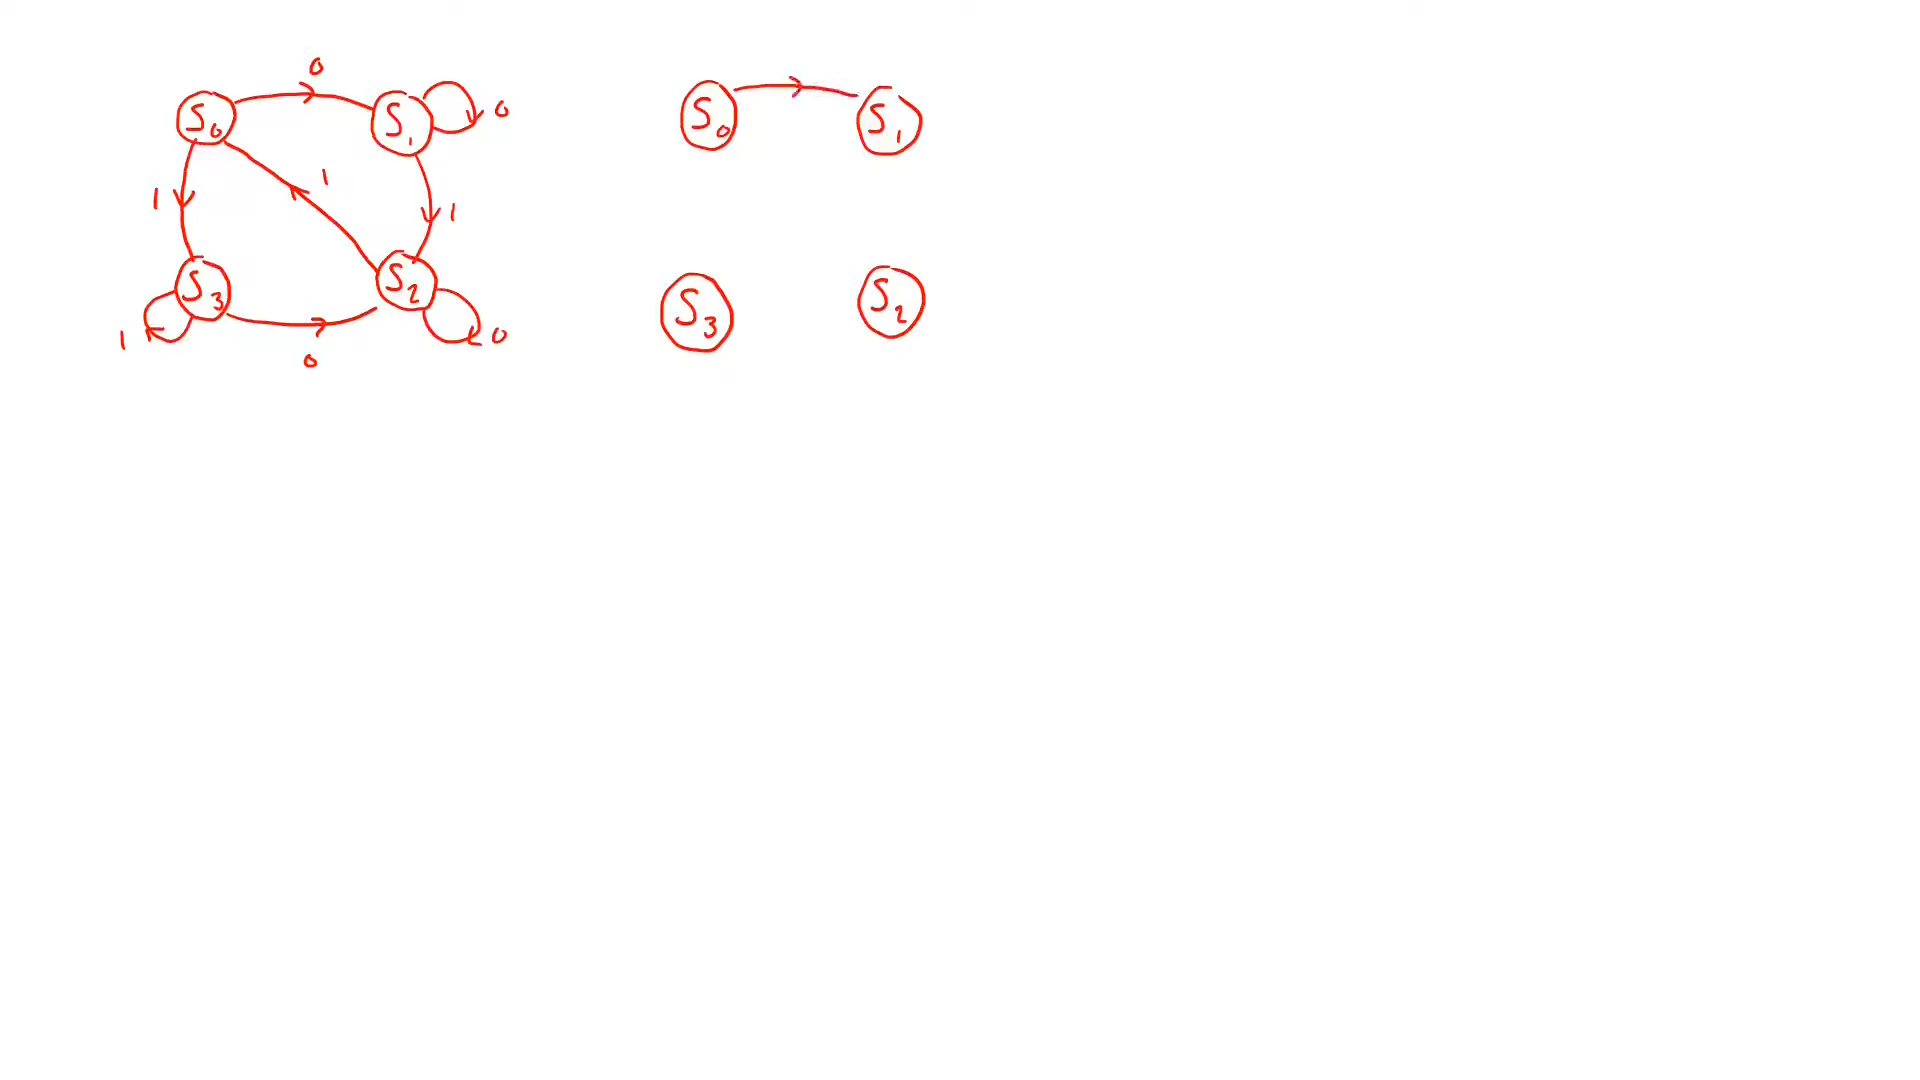 0
S₀ S₁ 0 S₀ S₁
1 1 1
S₃ S₂ S₃ S₂
1 0 0